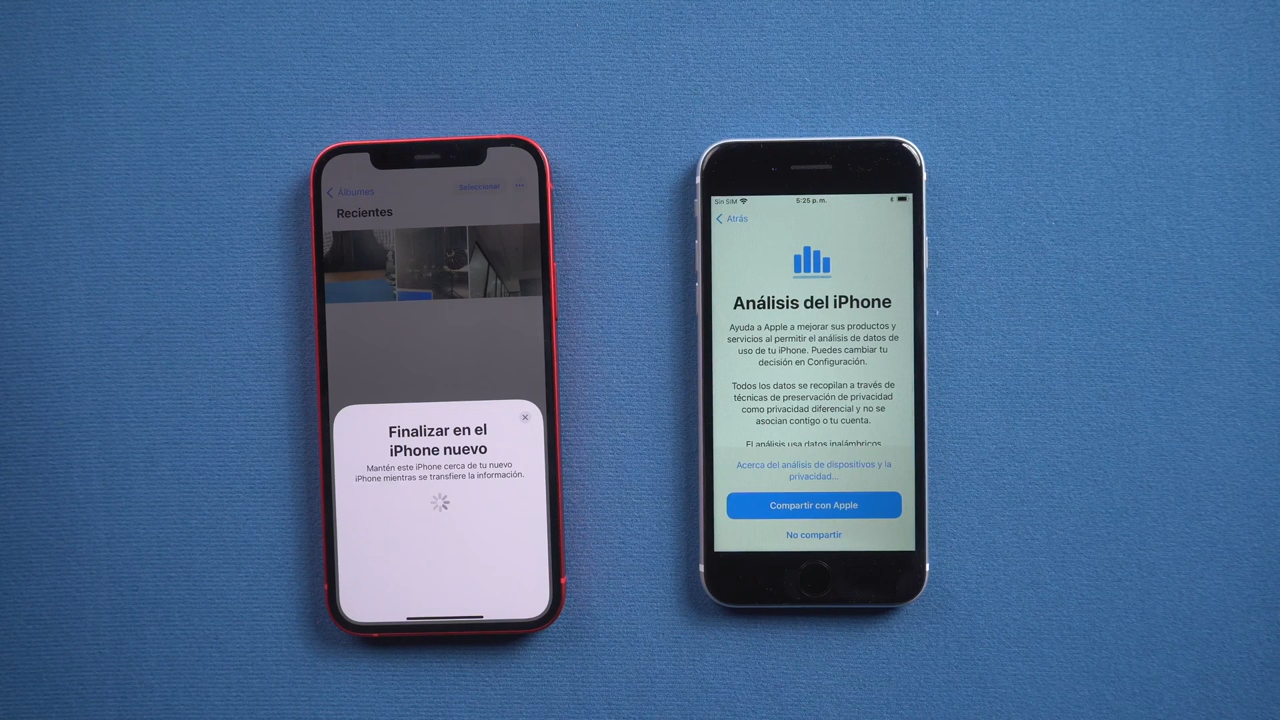 Álbumes
Seleccionar
Recientes
Finalizar en el
iPhone nuevo
Mantén este iPhone cerca de tu nuevo
iPhone mientras se transfiere la información.
Sin SIM
5:25 p. m.
Atrás
Análisis del iPhone
Ayuda a Apple a mejorar sus productos y
servicios al permitir el análisis de datos de
uso de tu iPhone. Puedes cambiar tu
decisión en Configuración.
Todos los datos se recopilan a través de
técnicas de preservación de privacidad
como privacidad diferencial y no se
asocian contigo o tu cuenta.
El análisis usa datos inalámbricos
Acerca del análisis de dispositivos y la
privacidad...
Compartir con Apple
No compartir